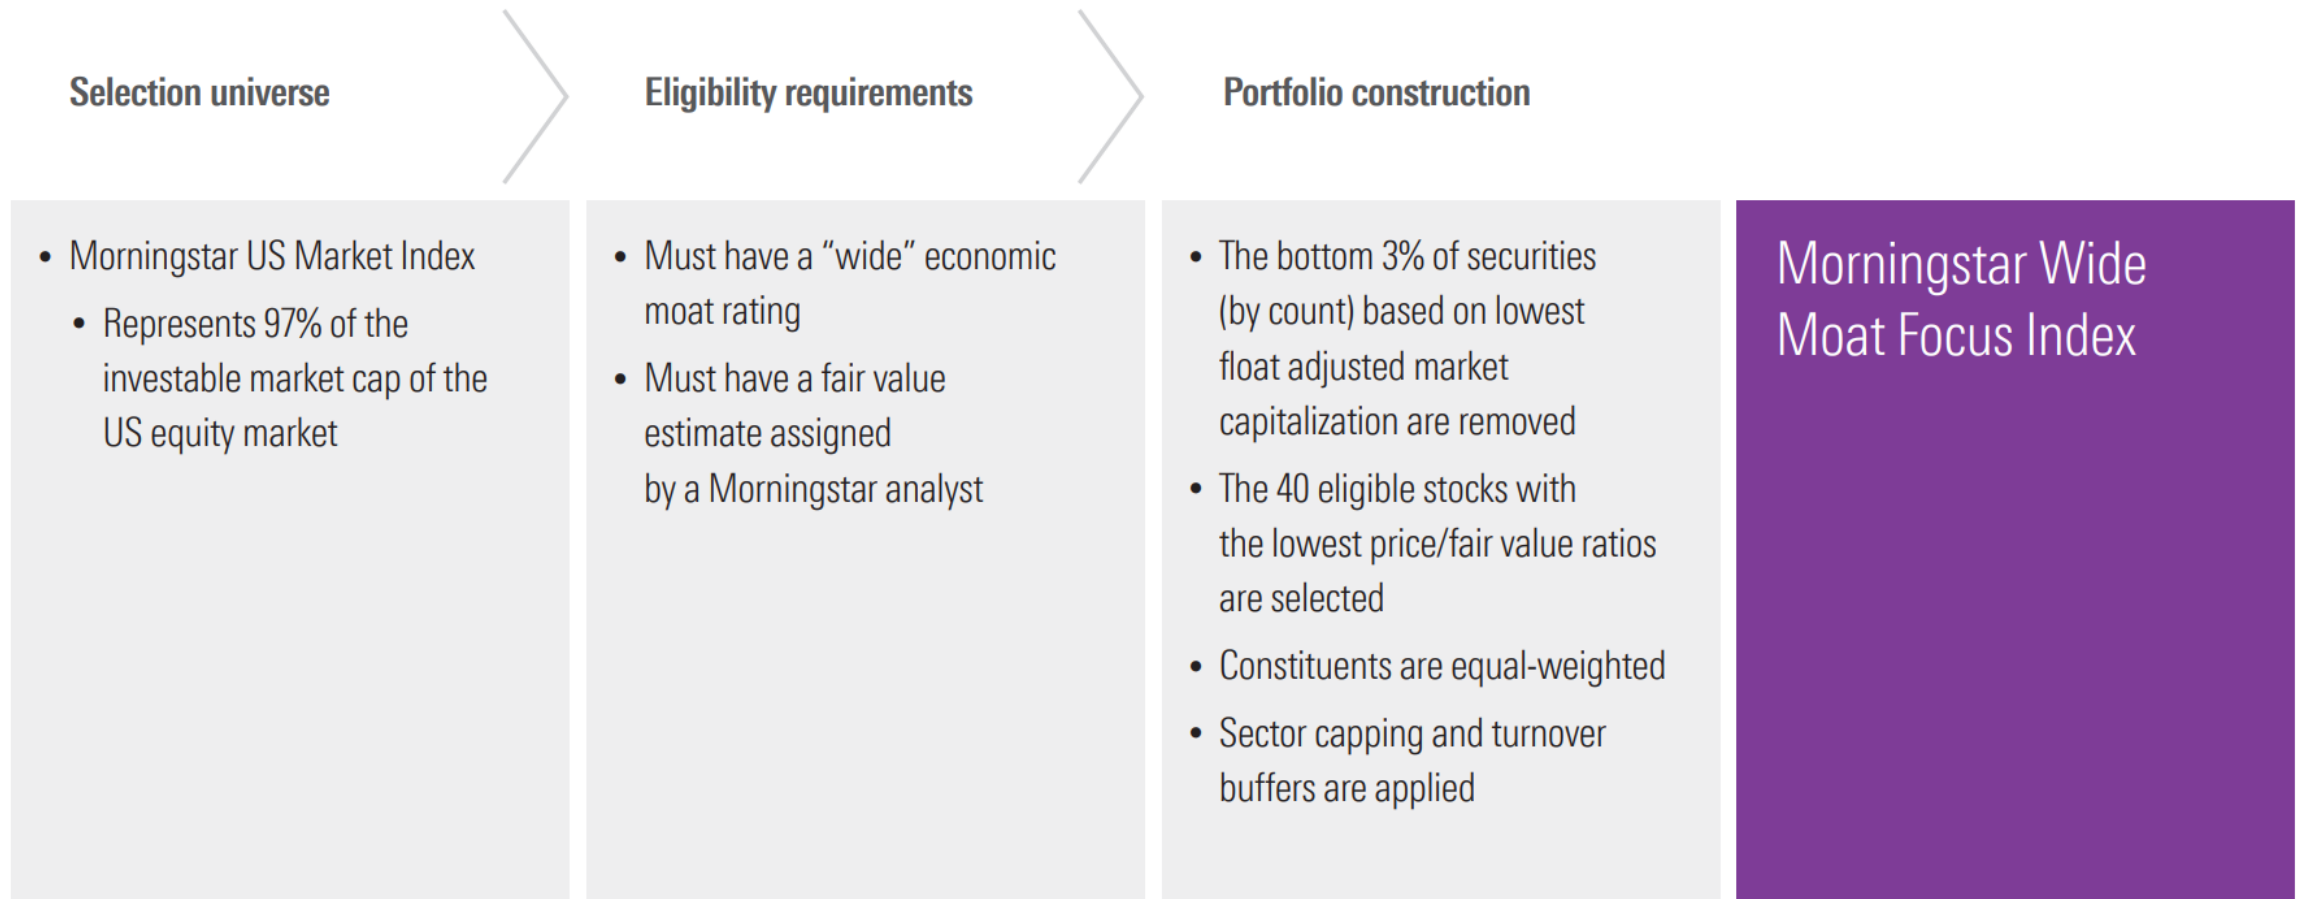 Selection universe
Eligibility requirements
Portfolio construction
• Morningstar US Market Index
• Represents 97% of the
investable market cap of the
US equity market
• Must have a “wide” economic
moat rating
• Must have a fair value
estimate assigned
by a Morningstar analyst
• The bottom 3% of securities
(by count) based on lowest
float adjusted market
capitalization are removed
• The 40 eligible stocks with
the lowest price/fair value ratios
are selected
• Constituents are equal-weighted
• Sector capping and turnover
buffers are applied
Morningstar Wide
Moat Focus Index